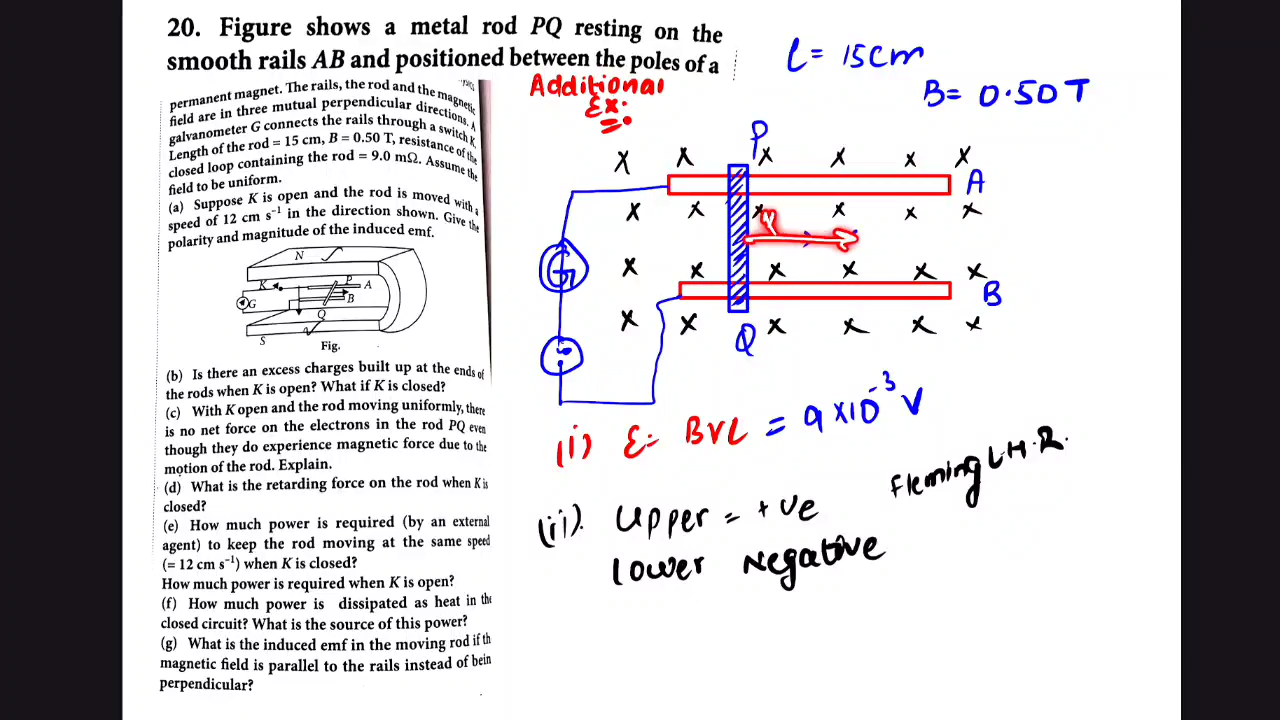 20. Figure shows a metal rod PQ resting on the
smooth rails AB and positioned between the poles of a
permanent magnet. The rails, the rod and the magnetic
field are in three mutual perpendicular directions. A
galvanometer G connects the rails through a switch K.
Length of the rod = 15 cm, B = 0.50 T, resistance of the
closed loop containing the rod = 9.0 mΩ. Assume the
field to be uniform.
(a) Suppose K is open and the rod is moved with a
speed of 12 cm s⁻¹ in the direction shown. Give the
polarity and magnitude of the induced emf.
N
K
P
A
G
B
Q
S
Fig.
(b) Is there an excess charges built up at the ends of
the rods when K is open? What if K is closed?
(c) With K open and the rod moving uniformly, there
is no net force on the electrons in the rod PQ even
though they do experience magnetic force due to the
motion of the rod. Explain.
(d) What is the retarding force on the rod when K is
closed?
(e) How much power is required (by an external
agent) to keep the rod moving at the same speed
(= 12 cm s⁻¹) when K is closed?
How much power is required when K is open?
(f) How much power is dissipated as heat in the
closed circuit? What is the source of this power?
(g) What is the induced emf in the moving rod if th
magnetic field is parallel to the rails instead of bein
perpendicular?
Additional
Ex:
l = 15cm
B = 0.50 T
P
x x x x x x
A
x x x x x x
G
x x x x x x
B
x x x x x x
Q
(i) ε = BVL = 9 x10⁻³ V
Fleming L.H.R.
(ii). Upper = +ve
lower Negative